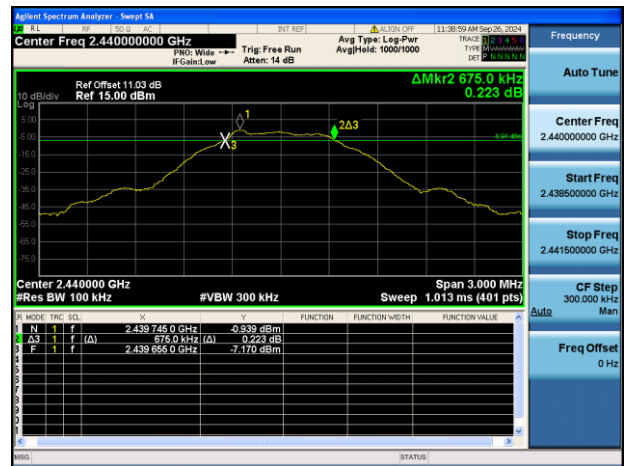 Agilent Spectrum Analyzer - Swept SA
RL RF 50 Ω AC INT REF ALIGN OFF 11:38:59 AM Sep 26, 2024
Center Freq 2.440000000 GHz
PNO: Wide
IFGain:Low
Trig: Free Run
Atten: 14 dB
Avg Type: Log-Pwr
Avg|Hold: 1000/1000
TRACE 1 2 3 4 5 6
TYPE M
DET P N N N N N
Ref Offset 11.03 dB
10 dB/div Ref 15.00 dBm
Log
ΔMkr2 675.0 kHz
0.223 dB
5.00
-5.00
-15.0
-25.0
-35.0
-45.0
-55.0
-65.0
-75.0
1
2Δ3
3
-6.94 dBm
Center 2.440000 GHz Span 3.000 MHz
#Res BW 100 kHz #VBW 300 kHz Sweep 1.013 ms (401 pts)
MODE TRC SCL X Y FUNCTION FUNCTION WIDTH FUNCTION VALUE
1 N 1 f 2.439 745 0 GHz -0.939 dBm
2 Δ3 1 f (Δ) 675.0 kHz (Δ) 0.223 dB
3 F 1 f 2.439 655 0 GHz -7.170 dBm
MSG STATUS
Frequency
Auto Tune
Center Freq
2.440000000 GHz
Start Freq
2.438500000 GHz
Stop Freq
2.441500000 GHz
CF Step
300.000 kHz
Auto Man
Freq Offset
0 Hz